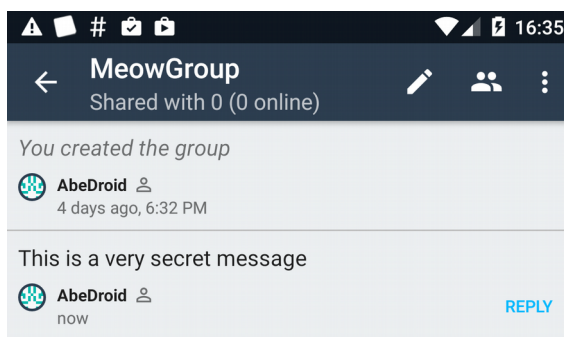 16:35
MeowGroup
Shared with 0 (0 online)
You created the group
AbeDroid
4 days ago, 6:32 PM
This is a very secret message
AbeDroid
now
REPLY